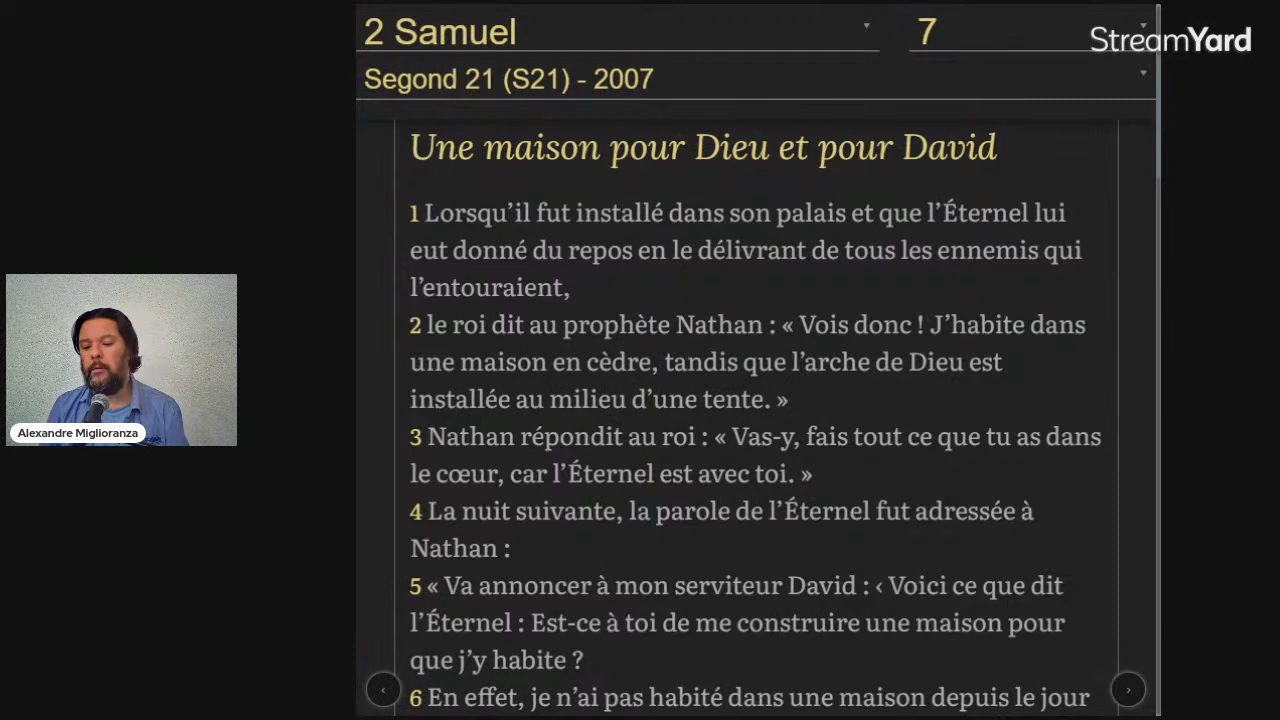 2 Samuel
7
StreamYard
Segond 21 (S21) - 2007
Une maison pour Dieu et pour David
1 Lorsqu’il fut installé dans son palais et que l’Éternel lui
eut donné du repos en le délivrant de tous les ennemis qui
l’entouraient,
2 le roi dit au prophète Nathan : « Vois donc ! J’habite dans
une maison en cèdre, tandis que l’arche de Dieu est
installée au milieu d’une tente. »
3 Nathan répondit au roi : « Vas-y, fais tout ce que tu as dans
le cœur, car l’Éternel est avec toi. »
4 La nuit suivante, la parole de l’Éternel fut adressée à
Nathan :
5 « Va annoncer à mon serviteur David : ‹ Voici ce que dit
l’Éternel : Est-ce à toi de me construire une maison pour
que j’y habite ?
6 En effet, je n’ai pas habité dans une maison depuis le jour
Alexandre Miglioranza